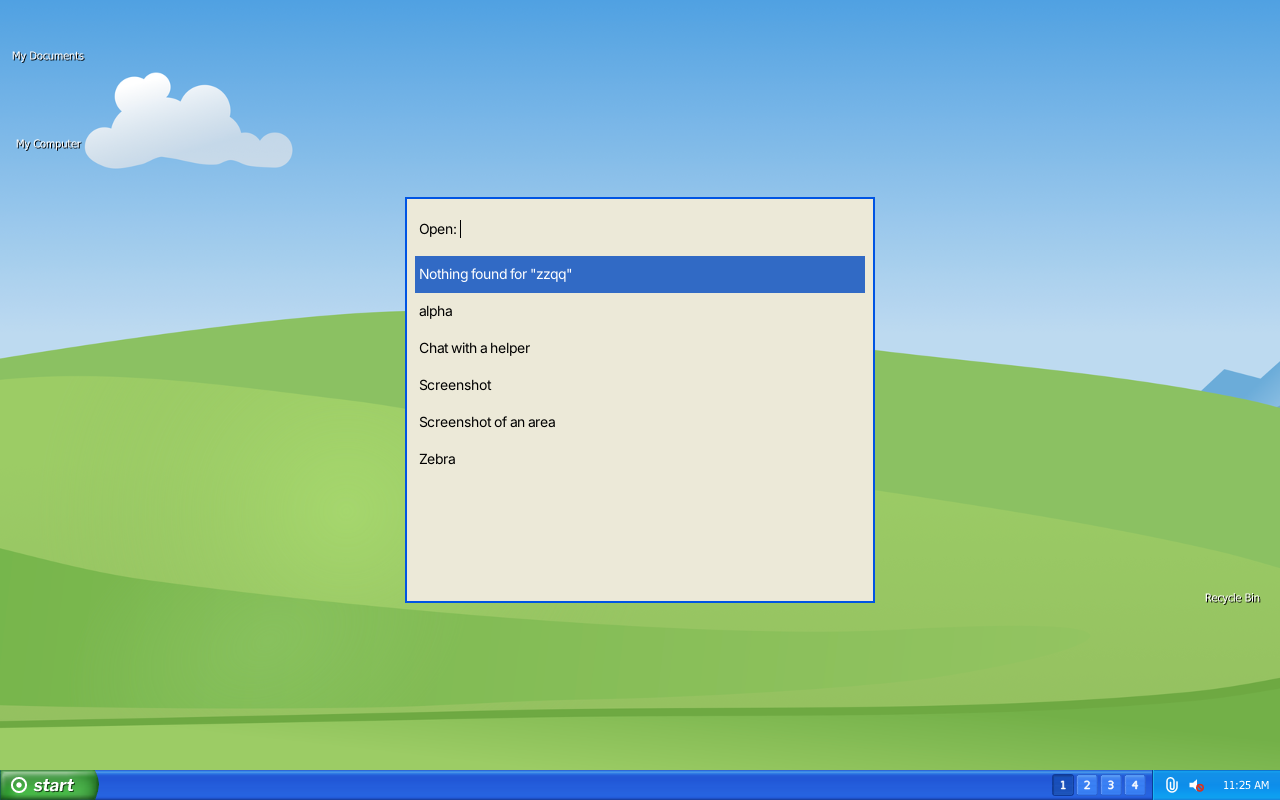 My Documents
My Computer
Open:
Nothing found for "zzqq"
alpha
Chat with a helper
Screenshot
Screenshot of an area
Zebra
Recycle Bin
start
1 2 3 4
11:25 AM